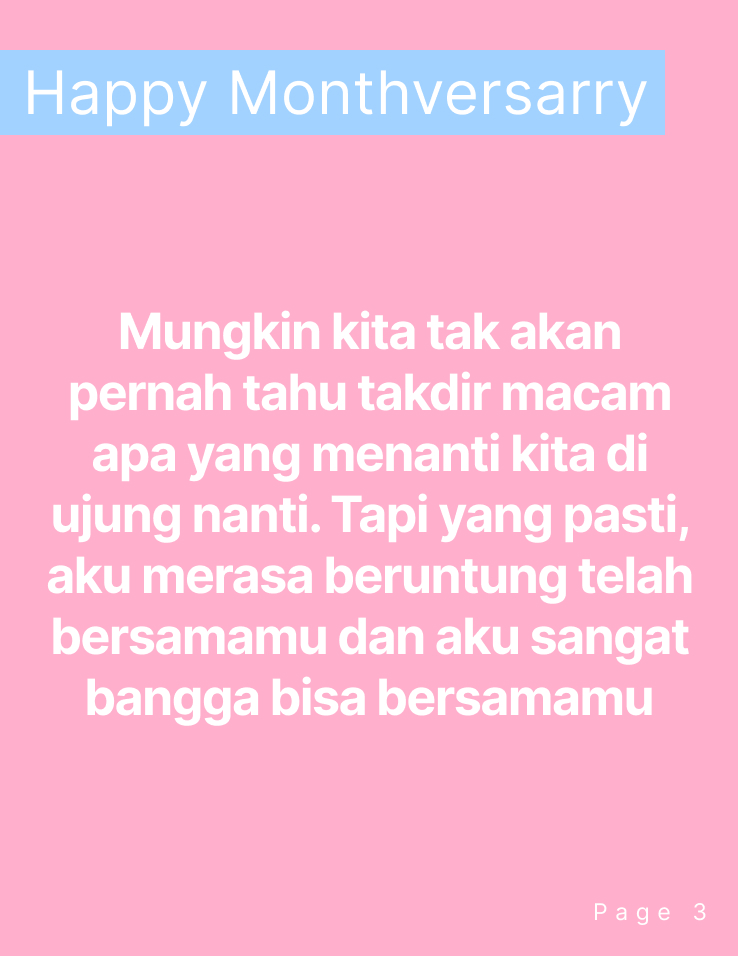 Happy Monthversarry
Mungkin kita tak akan
pernah tahu takdir macam
apa yang menanti kita di
ujung nanti. Tapi yang pasti,
aku merasa beruntung telah
bersamamu dan aku sangat
bangga bisa bersamamu
Page 3